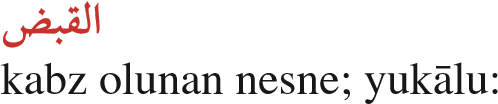 القبض
kabz olunan nesne; yukālu: